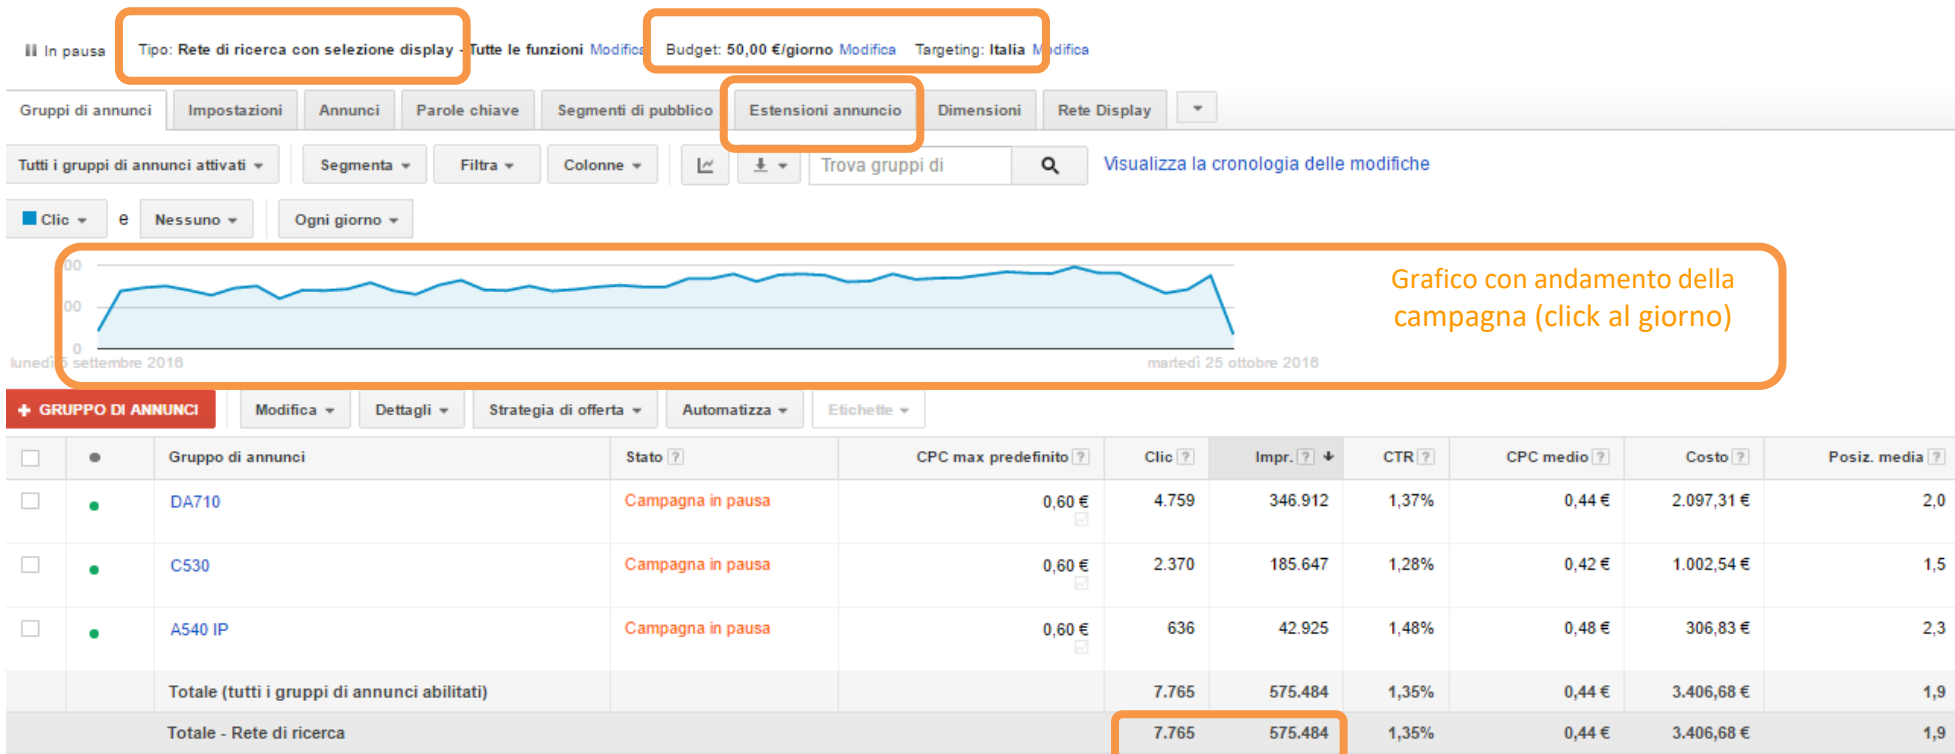 In pausa Tipo: Rete di ricerca con selezione display - Tutte le funzioni Modifica Budget: 50,00 €/giorno Modifica Targeting: Italia Modifica
Gruppi di annunci Impostazioni Annunci Parole chiave Segmenti di pubblico Estensioni annuncio Dimensioni Rete Display
Tutti i gruppi di annunci attivati Segmenta Filtra Colonne Trova gruppi di Visualizza la cronologia delle modifiche
Clic e Nessuno Ogni giorno
Grafico con andamento della
campagna (click al giorno)
0
lunedì 5 settembre 2016 martedì 25 ottobre 2016
+ GRUPPO DI ANNUNCI Modifica Dettagli Strategia di offerta Automatizza Etichette
Gruppo di annunci Stato ? CPC max predefinito ? Clic ? Impr. ? CTR ? CPC medio ? Costo ? Posiz. media ?
DA710 Campagna in pausa 0,60 € 4.759 346.912 1,37% 0,44 € 2.097,31 € 2,0
C530 Campagna in pausa 0,60 € 2.370 185.647 1,28% 0,42 € 1.002,54 € 1,5
A540 IP Campagna in pausa 0,60 € 636 42.925 1,48% 0,48 € 306,83 € 2,3
Totale (tutti i gruppi di annunci abilitati) 7.765 575.484 1,35% 0,44 € 3.406,68 € 1,9
Totale - Rete di ricerca 7.765 575.484 1,35% 0,44 € 3.406,68 € 1,9